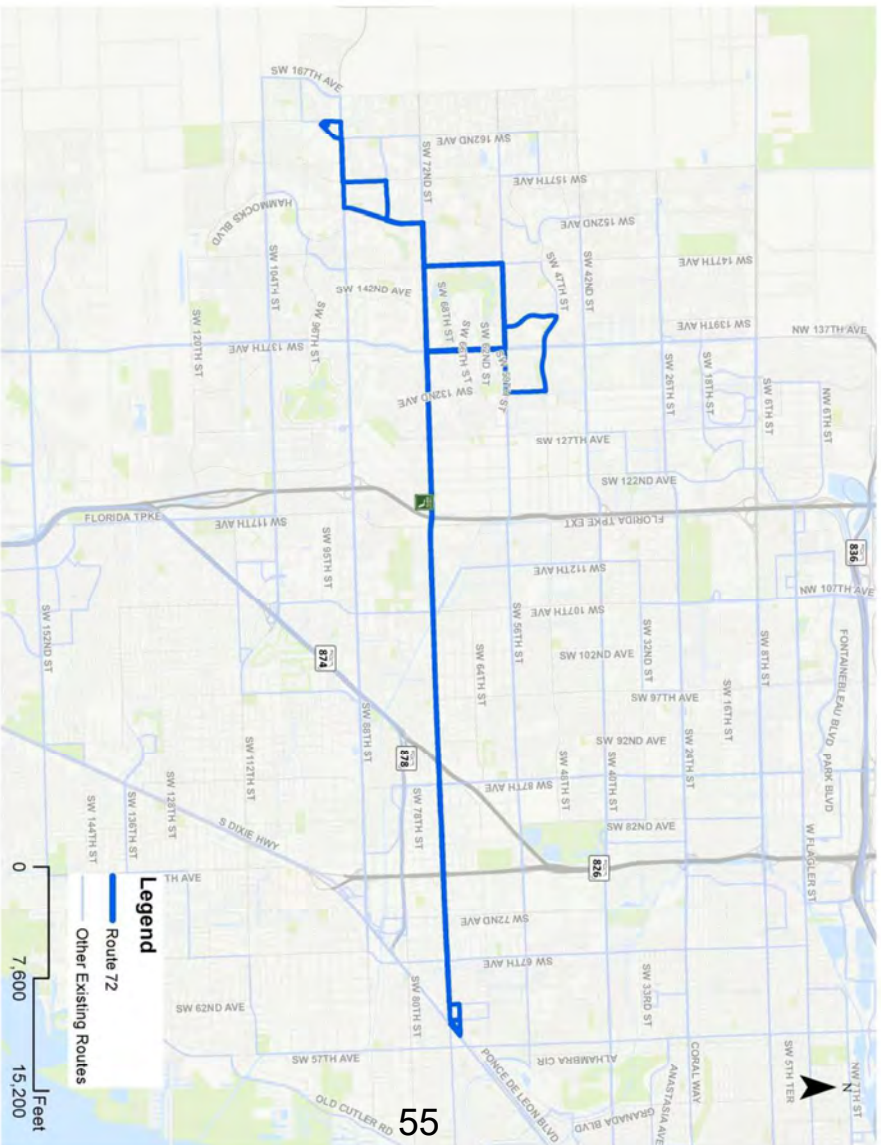 SW 167TH AVE
SW 162ND AVE
SW 72ND ST
SW 157TH AVE
SW 152ND AVE
HAMMOCKS BLVD
SW 104TH ST
SW 147TH AVE
SW 42ND ST
SW 47TH ST
SW 142ND AVE
SW 68TH ST
SW 96TH ST
SW 120TH ST
SW 137TH AVE
SW 62ND ST
SW 139TH AVE
NW 137TH AVE
SW 132ND AVE
SW 26TH ST
SW 18TH ST
SW 6TH ST
NW 6TH ST
SW 127TH AVE
SW 122ND AVE
FLORIDA TPKE
SW 117TH AVE
FLORIDA TPKE EXT
836
SW 95TH ST
SW 112TH AVE
SW 107TH AVE
NW 107TH AVE
SW 152ND ST
874
SW 56TH ST
SW 64TH ST
SW 102ND AVE
SW 32ND ST
SW 8TH ST
FONTAINEBLEAU BLVD
SW 97TH AVE
SW 16TH ST
SW 88TH ST
878
SW 92ND AVE
SW 24TH ST
PARK BLVD
SW 112TH ST
SW 128TH ST
SW 136TH ST
SW 144TH ST
SW 78TH ST
SW 87TH AVE
SW 48TH ST
SW 40TH ST
SW 82ND AVE
W FLAGLER ST
S DIXIE HWY
826
TH AVE
SW 72ND AVE
SW 67TH AVE
SW 80TH ST
SW 33RD ST
SW 62ND AVE
SW 57TH AVE
PONCE DE LEON BLVD
ALHAMBRA CIR
CORAL WAY
ANASTASIA AVE
GRANADA BLVD
SW 5TH TER
NW 7TH ST
OLD CUTLER RD
N
Legend
Route 72
Other Existing Routes
0 7,600 15,200
Feet
55